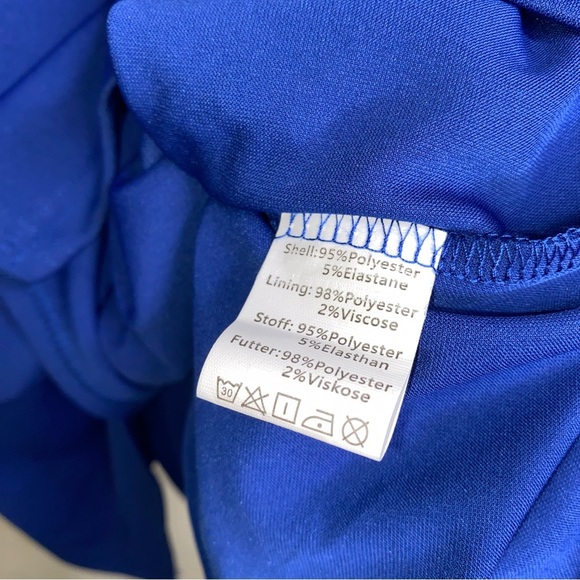 Shell:95%Polyester
5%Elastane
Lining:98%Polyester
2%Viscose
Stoff:95%Polyester
5%Elasthan
Futter:98%Polyester
2%Viskose
30